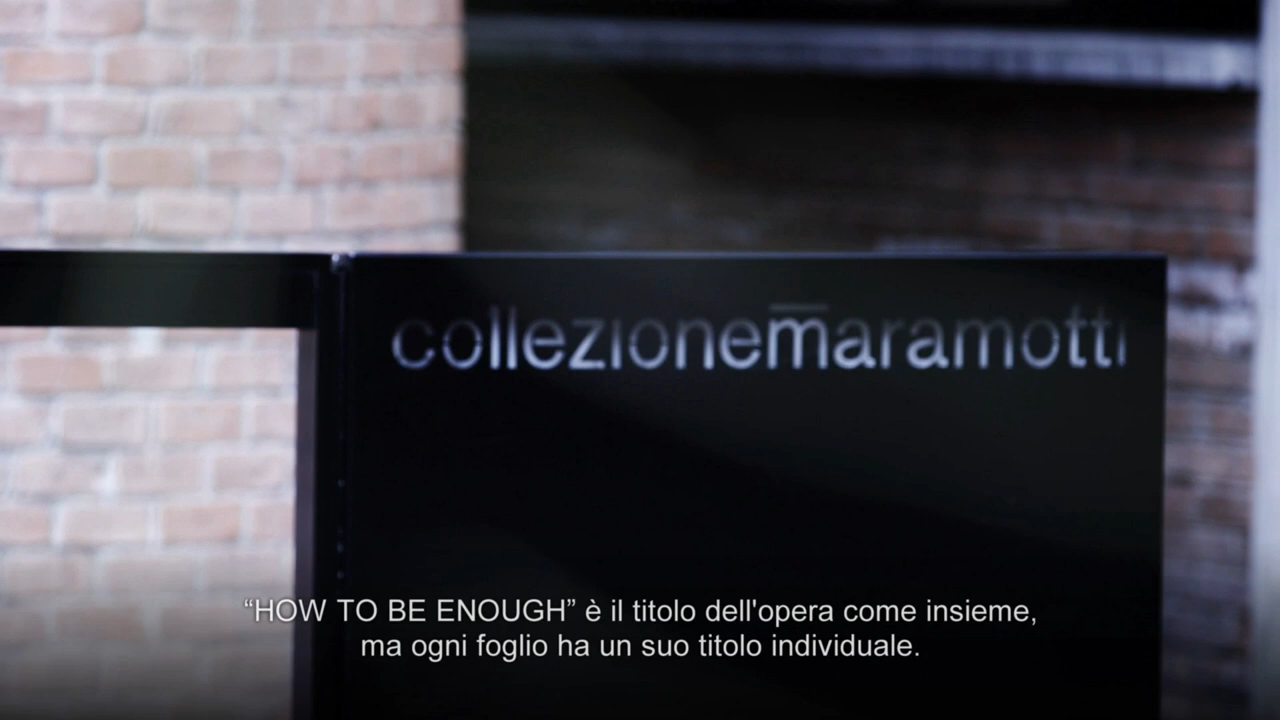 collezionemaramotti
“HOW TO BE ENOUGH” è il titolo dell'opera come insieme,
ma ogni foglio ha un suo titolo individuale.